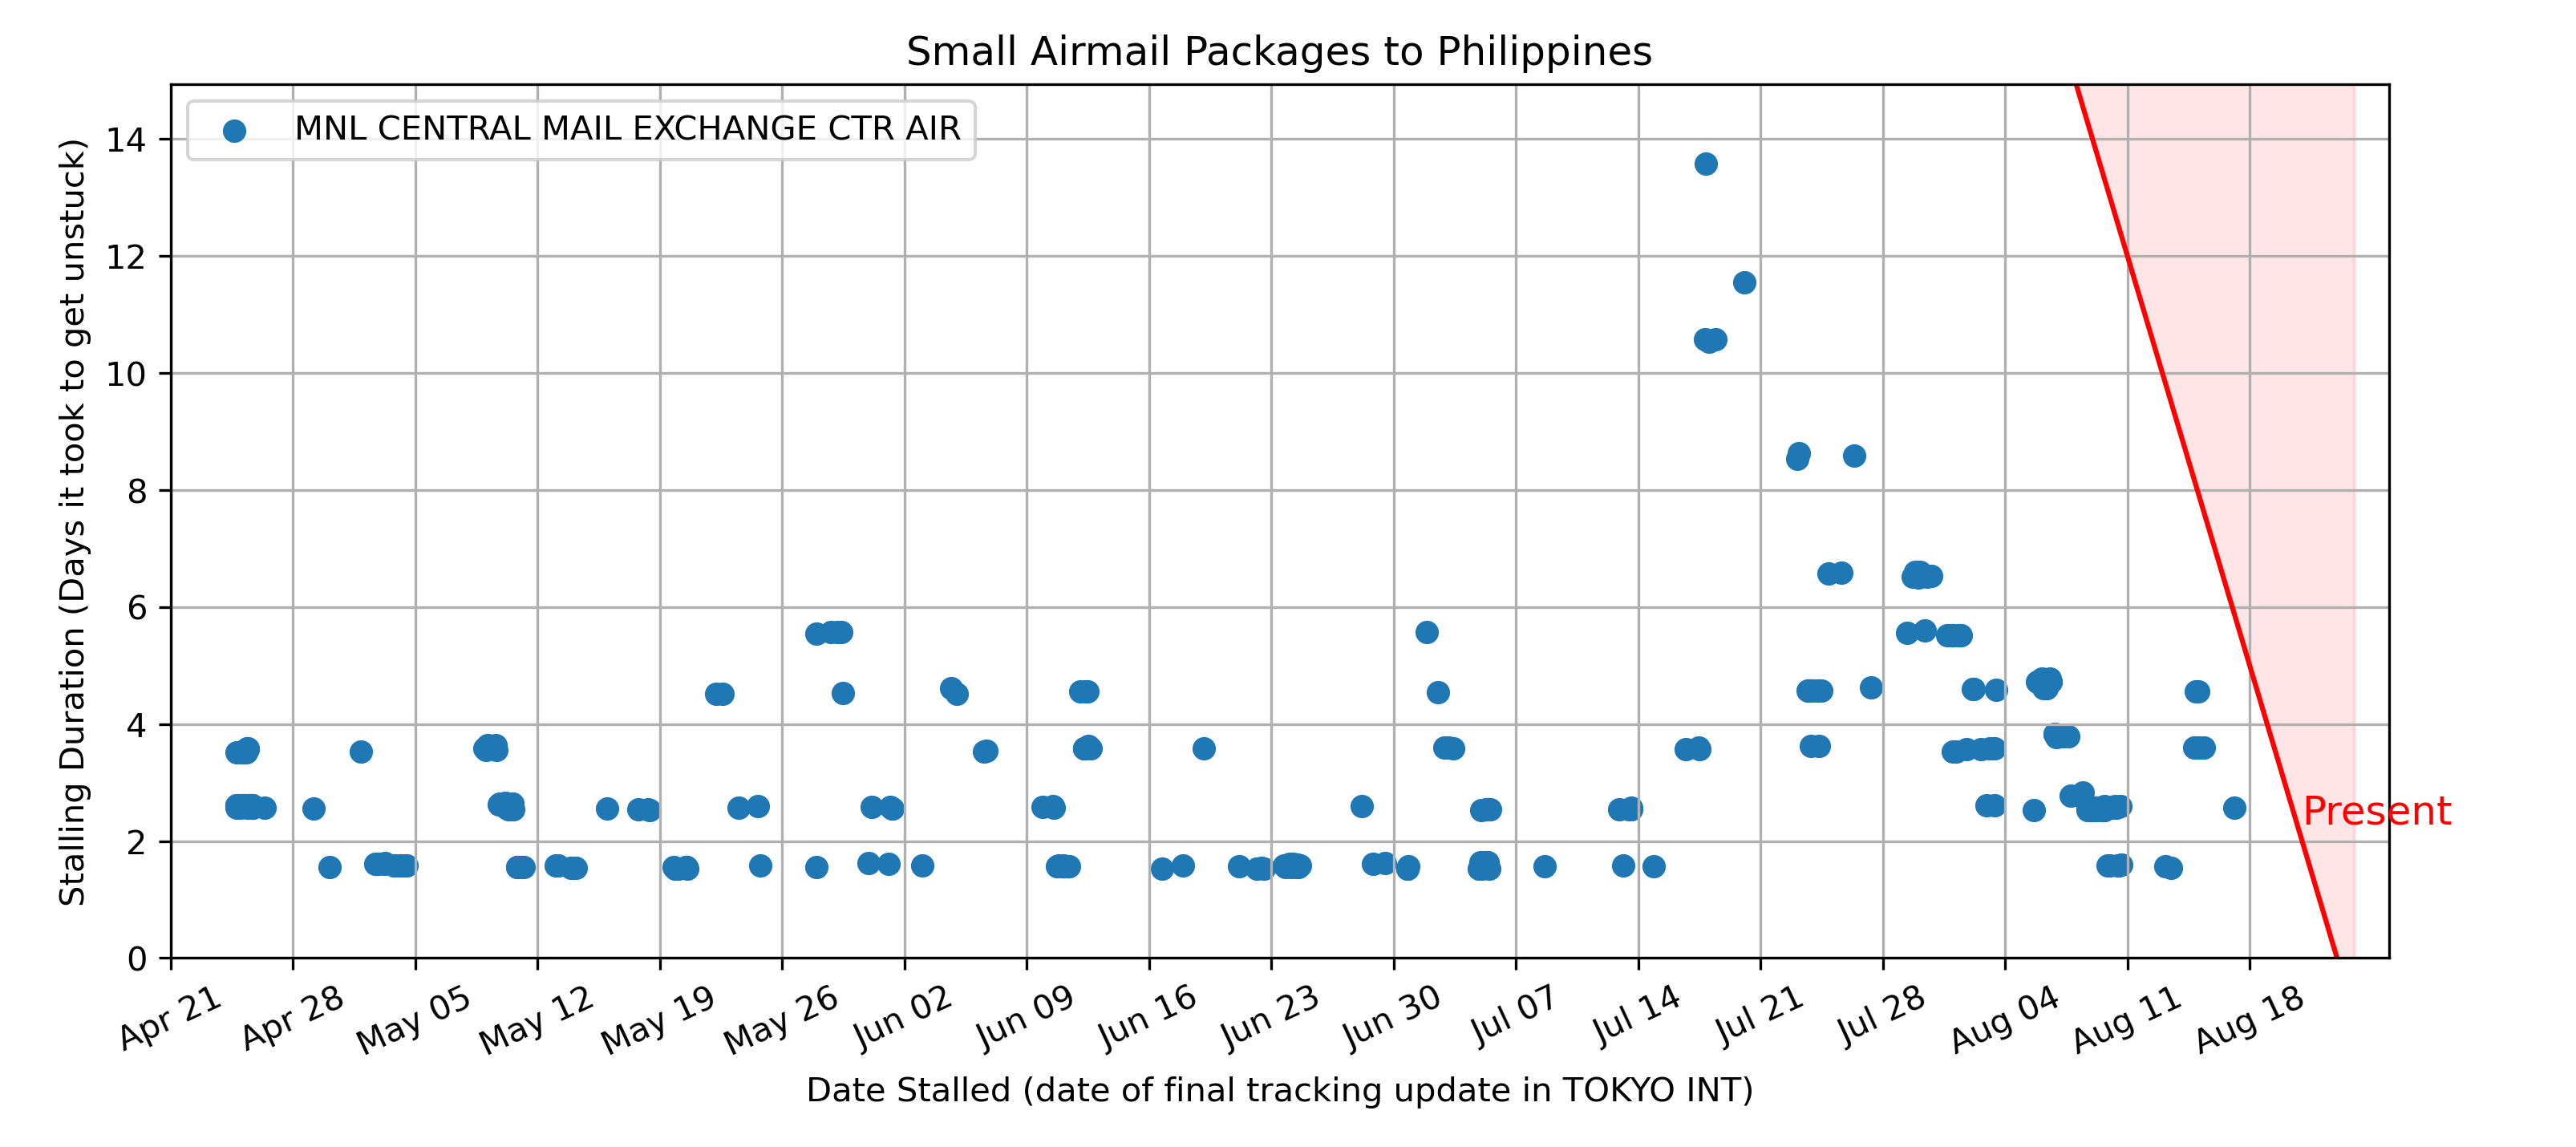 Small Airmail Packages to Philippines
MNL CENTRAL MAIL EXCHANGE CTR AIR
Stalling Duration (Days it took to get unstuck)
14
12
10
8
6
4
2
0
Present
Apr 21 Apr 28 May 05 May 12 May 19 May 26 Jun 02 Jun 09 Jun 16 Jun 23 Jun 30 Jul 07 Jul 14 Jul 21 Jul 28 Aug 04 Aug 11 Aug 18
Date Stalled (date of final tracking update in TOKYO INT)